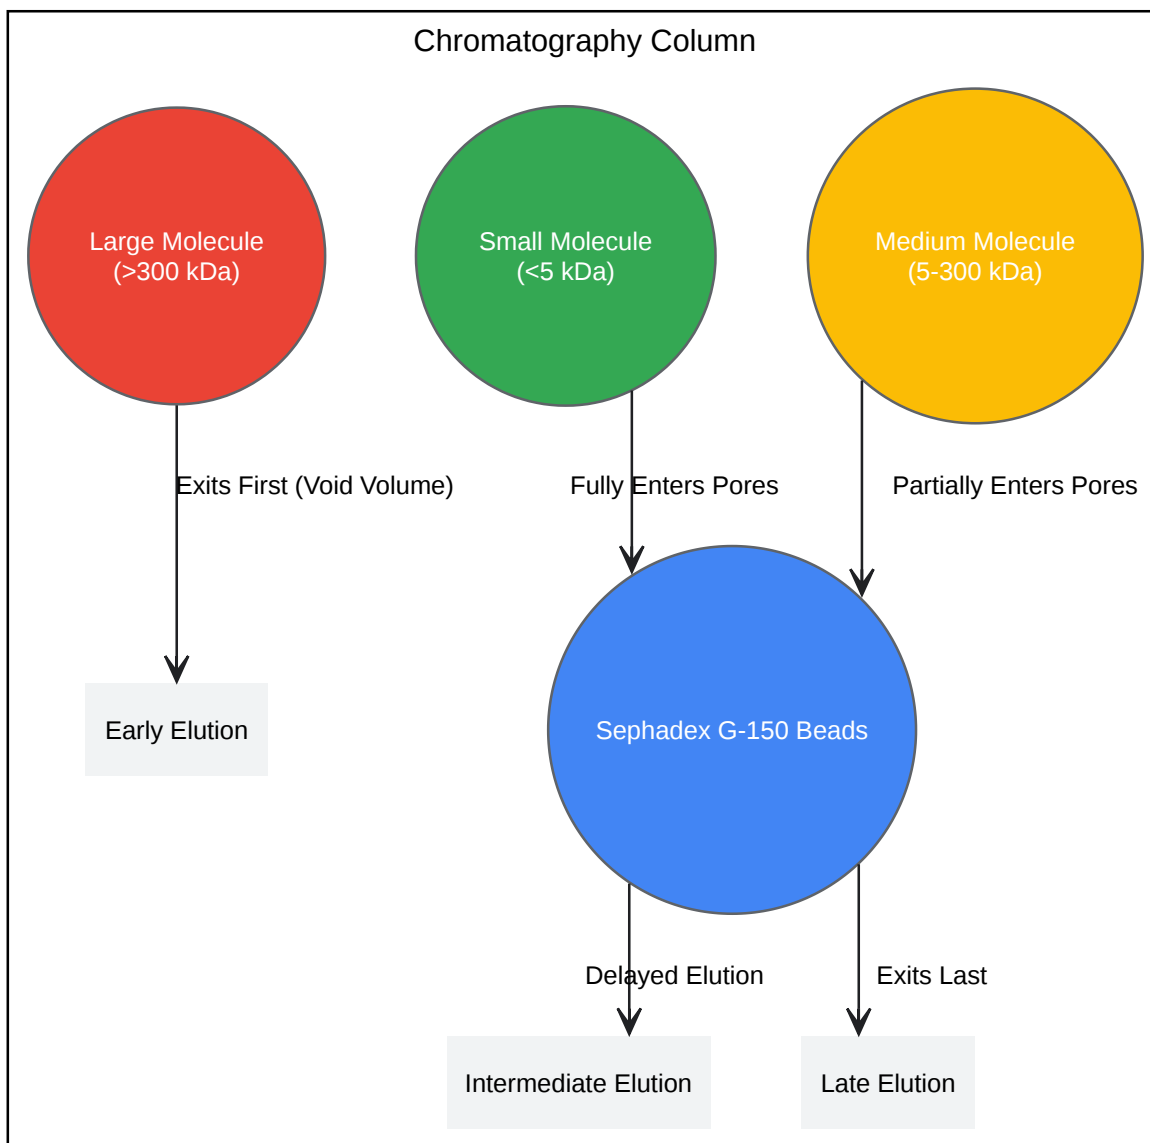 Chromatography Column
Large Molecule
(>300 kDa)
Small Molecule
(<5 kDa)
Medium Molecule
(5-300 kDa)
Exits First (Void Volume)
Fully Enters Pores
Partially Enters Pores
Early Elution
Sephadex G-150 Beads
Delayed Elution
Exits Last
Intermediate Elution
Late Elution